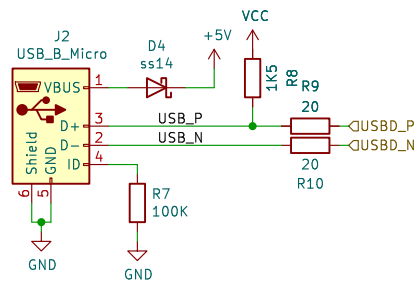 J2
USB_B_Micro
VBUS
1
D+
3
D-
2
ID
4
Shield
GND
6
5
GND
D4
ss14
+5V
VCC
1K5
R8
USB_P
USB_N
R9
20
20
R10
USBD_P
USBD_N
R7
100K
GND